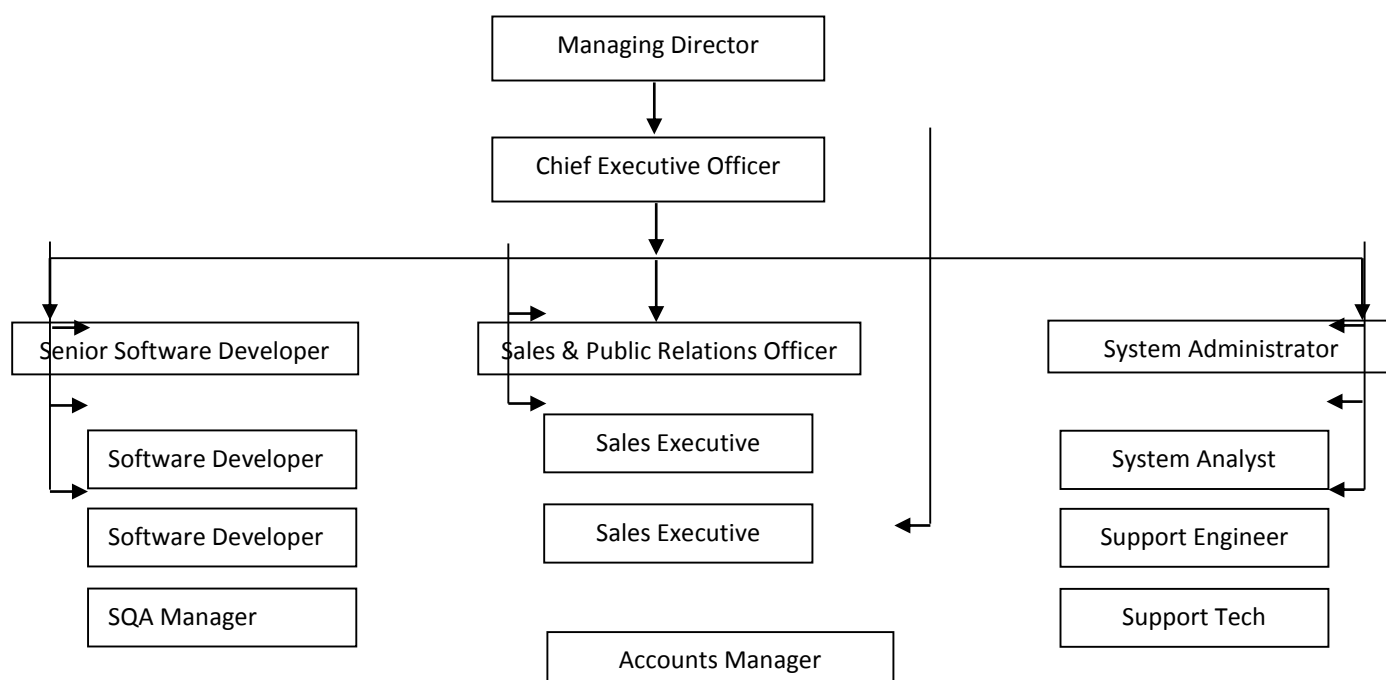 Managing Director
Chief Executive Officer
Senior Software Developer
Sales & Public Relations Officer
System Administrator
Software Developer
Sales Executive
System Analyst
Software Developer
Sales Executive
Support Engineer
SQA Manager
Support Tech
Accounts Manager